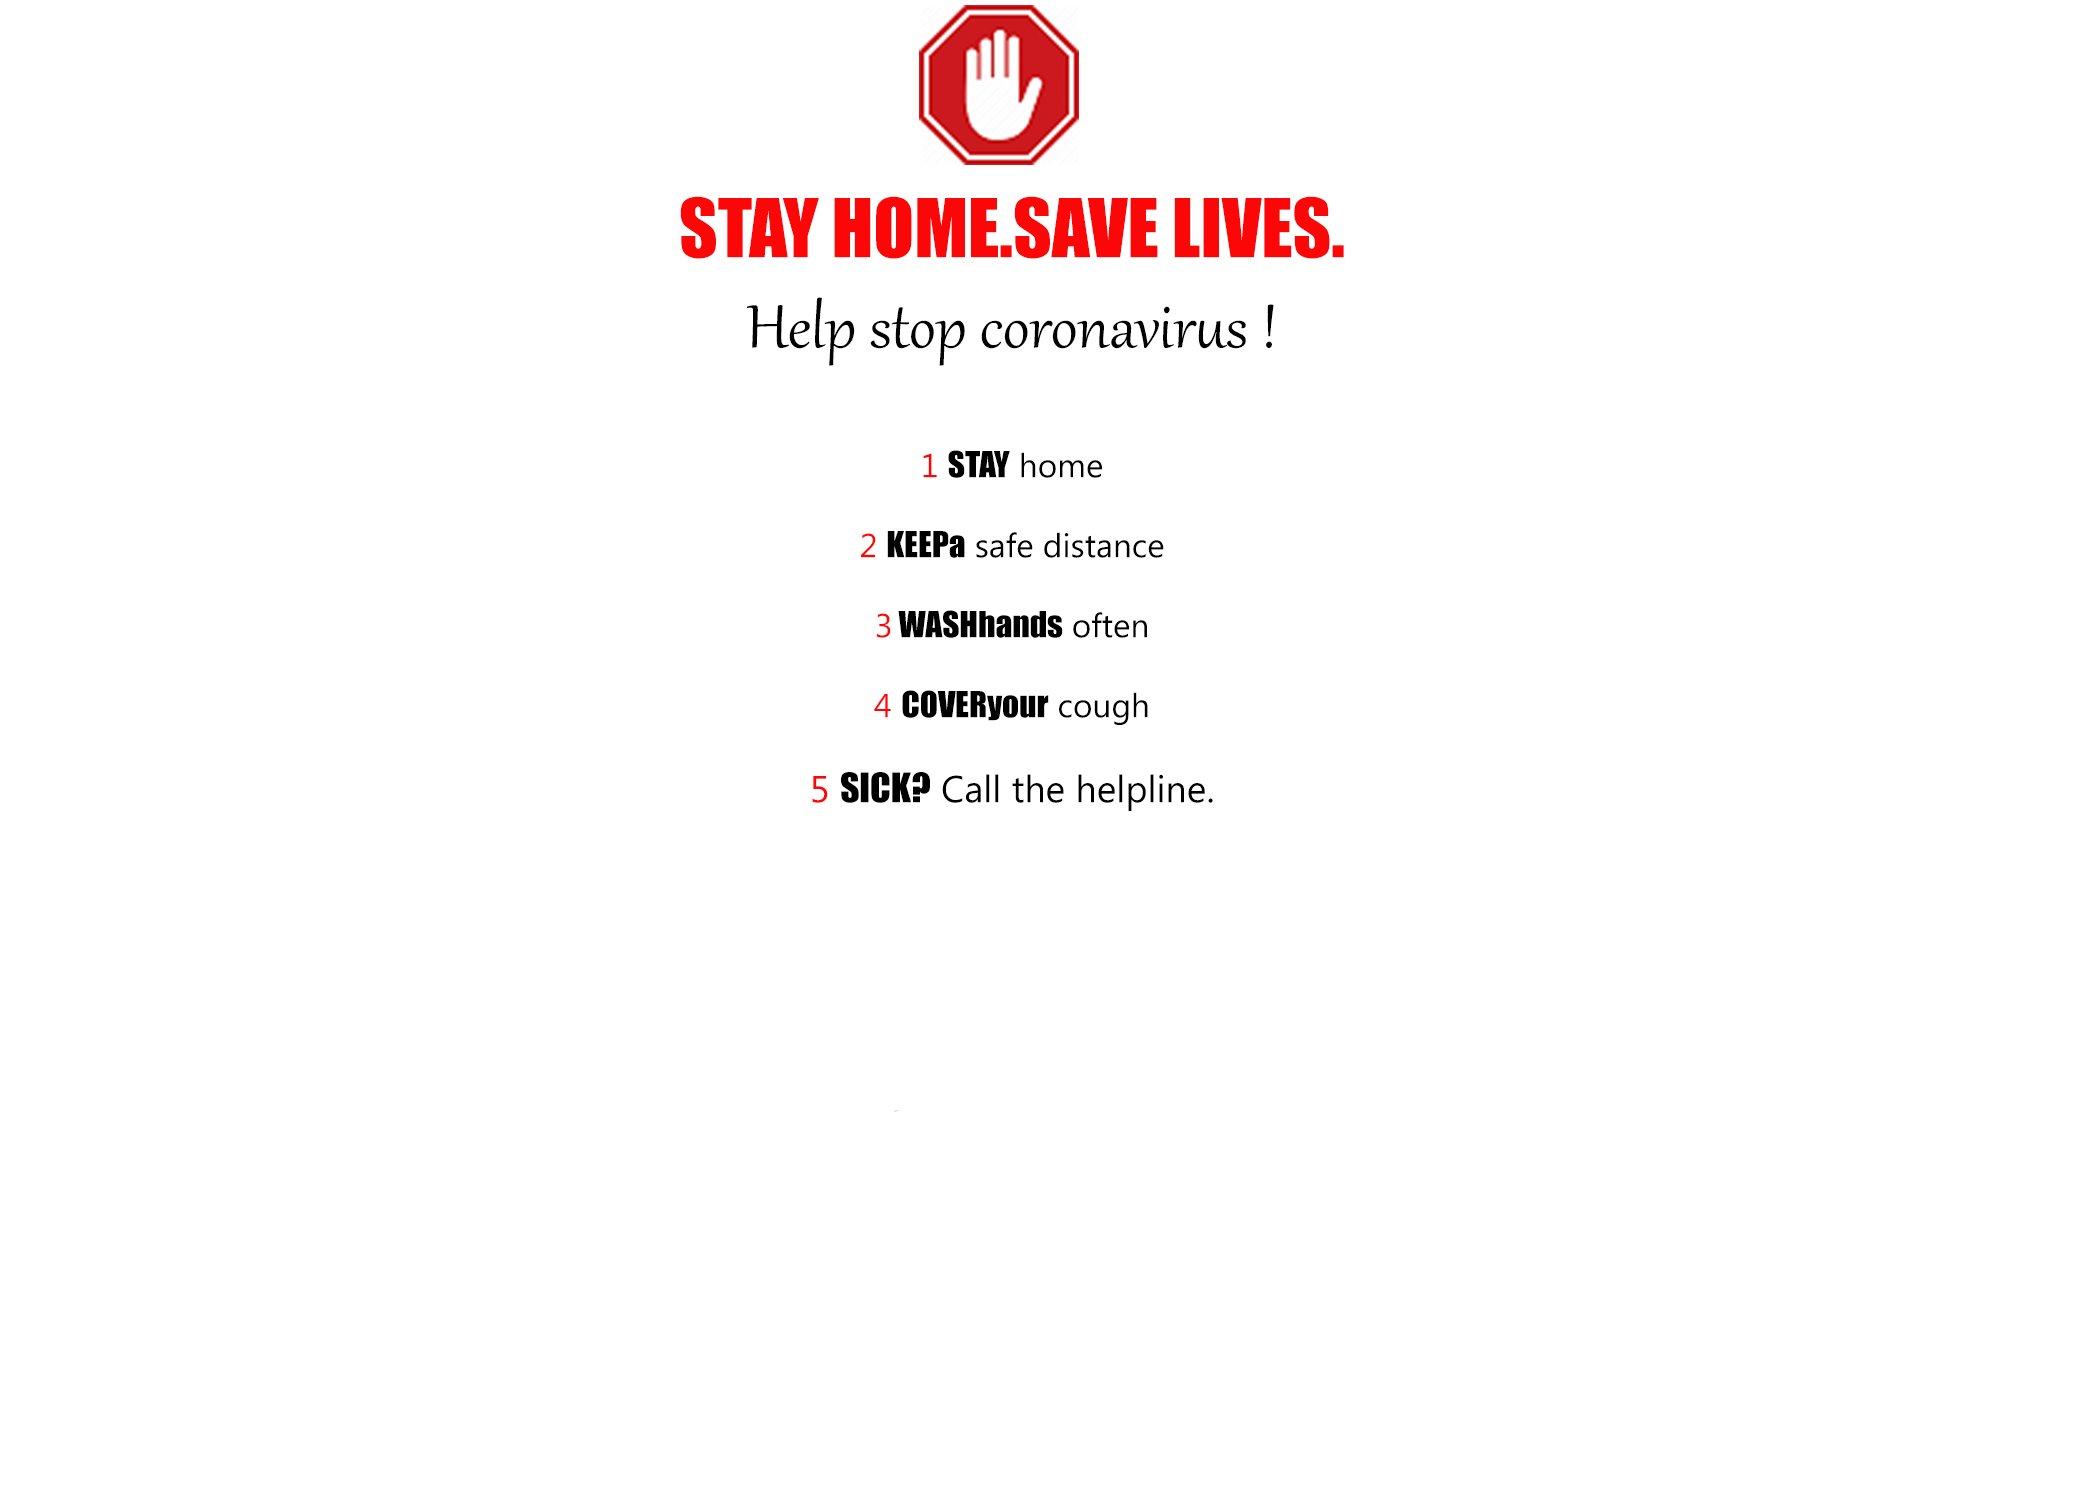 STAY HOME.SAVE LIVES.
Help stop coronavirus !
1 STAY home
2 KEEPa safe distance
3 WASHhands often
4 COVERyour cough
5 SICK? Call the helpline.